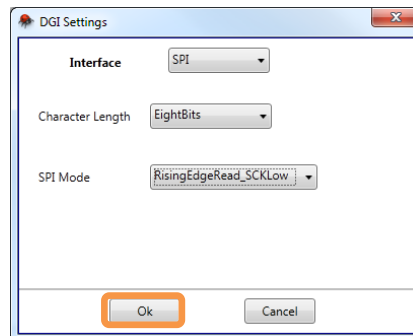 DGI Settings
Interface SPI
Character Length EightBits
SPI Mode RisingEdgeRead_SCKLow
Ok Cancel